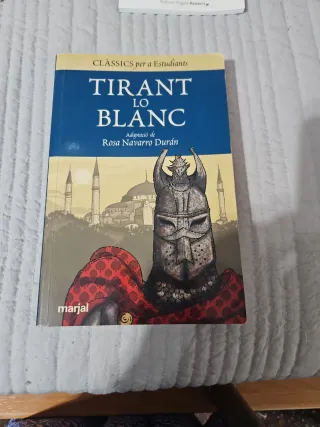 CLÀSSICS per a Estudiants
TIRANT
LO
BLANC
Adaptació de
Rosa Navarro Durán
marjal